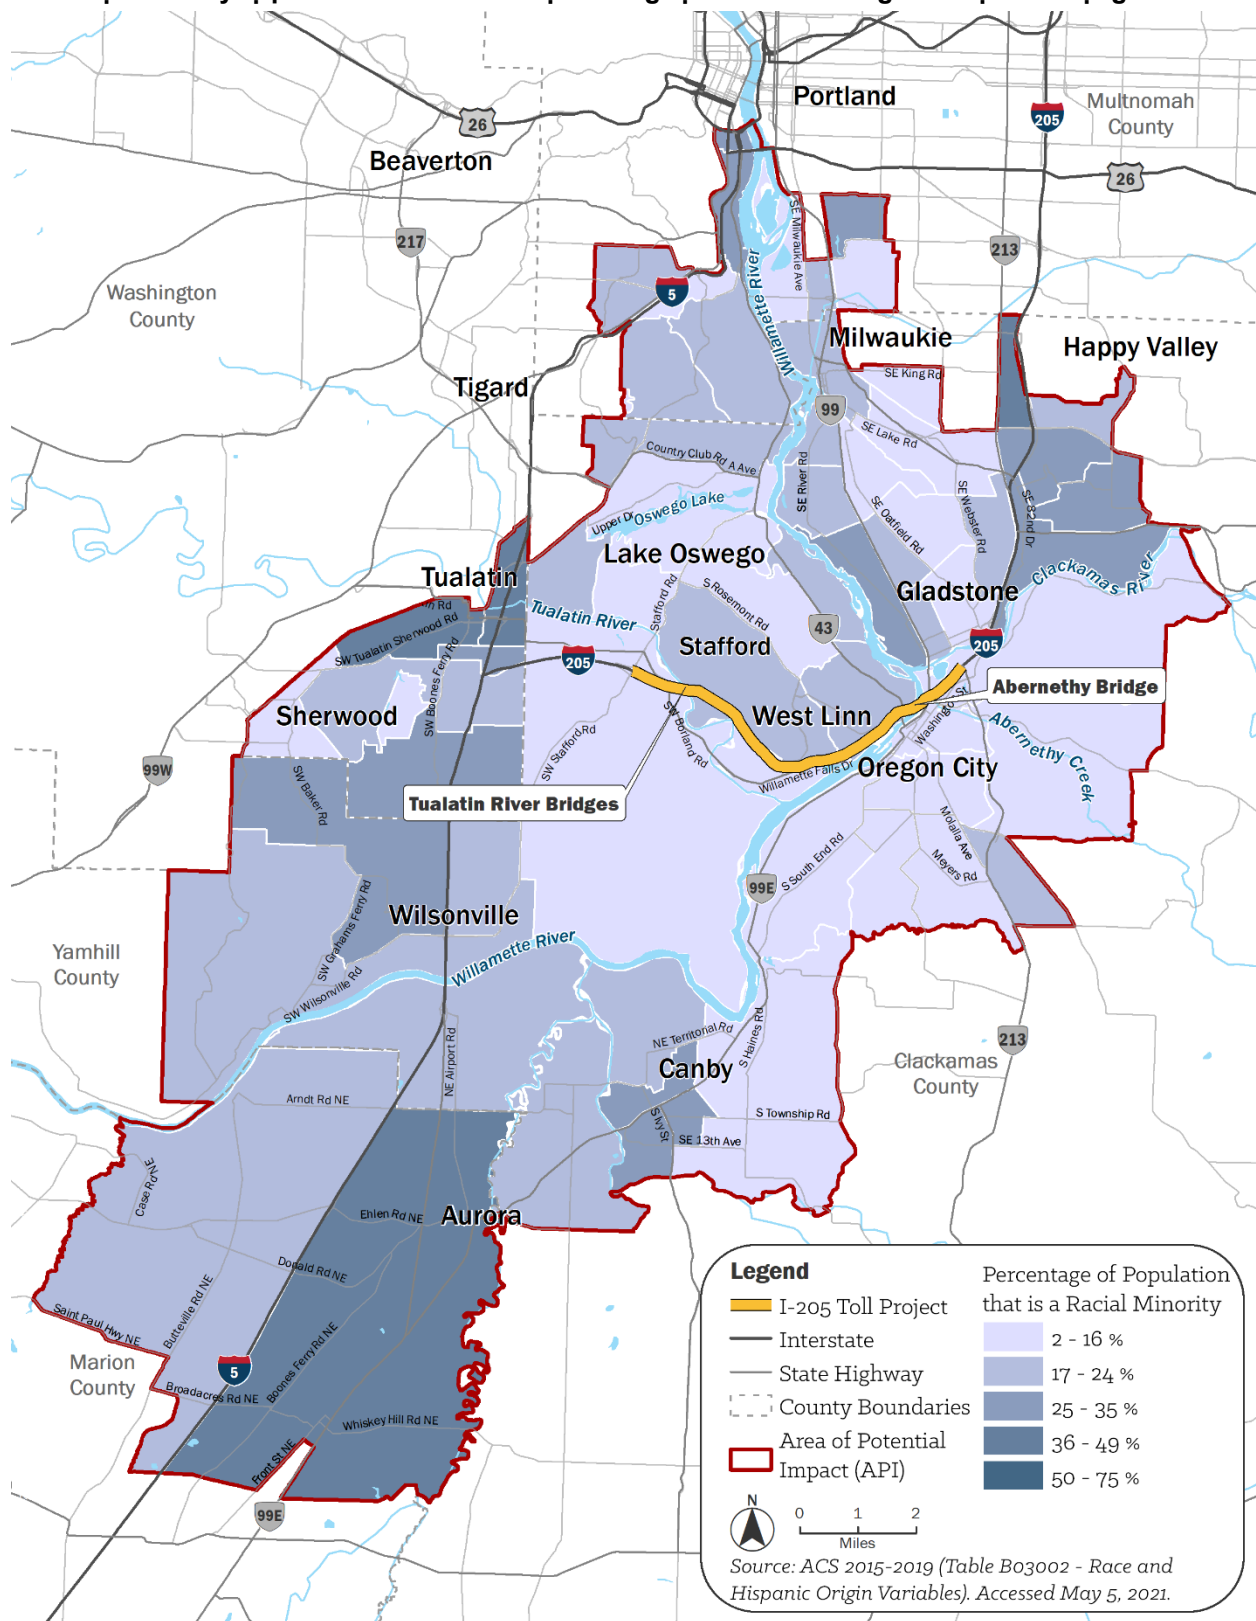 Portland
Multnomah
County
205
26
Beaverton
26
217
213
Washington
County
5
SE Milwaukie Ave
Willamette River
Milwaukie
Happy Valley
SE King Rd
Tigard
99
SE Lake Rd
Country Club Rd
A Ave
SE River Rd
Oswego Lake
Upper Dr
SE Oatfield Rd
SE Webster Rd
SE 82nd Dr
Lake Oswego
Tualatin
Stafford Rd
S Rosemont Rd
Gladstone
Clackamas River
Tualatin River
SW Tualatin Sherwood Rd
43
Stafford
205
205
SW Boones Ferry Rd
Abernethy Bridge
Sherwood
SW Stafford Rd
SW Borland Rd
West Linn
Washington St
Abernethy Creek
99W
SW Baker Rd
Willamette Falls Dr
Oregon City
Tualatin River Bridges
Molalla Ave
Meyers Rd
S South End Rd
99E
SW Grahams Ferry Rd
Wilsonville
Willamette River
Yamhill
County
SW Wilsonville Rd
NE Airport Rd
NE Territorial Rd
S Haines Rd
213
Canby
Clackamas
County
Arndt Rd NE
S Ivy St
S Township Rd
SE 13th Ave
Case Rd NE
Ehlen Rd NE
Aurora
Donald Rd NE
Butteville Rd NE
Saint Paul Hwy NE
Boones Ferry Rd NE
Marion
County
5
Broadacres Rd NE
Whiskey Hill Rd NE
Front St NE
99E
Legend
I-205 Toll Project
Interstate
State Highway
County Boundaries
Area of Potential
Impact (API)
Percentage of Population
that is a Racial Minority
2 - 16 %
17 - 24 %
25 - 35 %
36 - 49 %
50 - 75 %
N
0 1 2
Miles
Source: ACS 2015-2019 (Table B03002 - Race and
Hispanic Origin Variables). Accessed May 5, 2021.